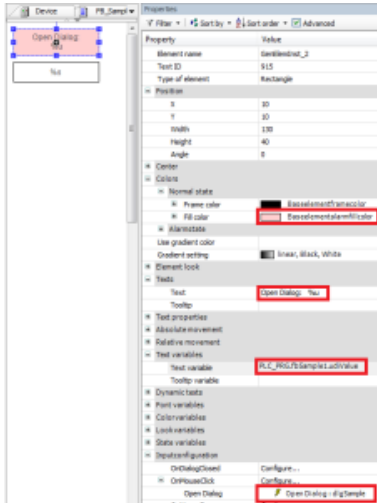 Device
FB_Sampl
Properties
Filter
Sort by
Sort order
Advanced
Open Dialog:
%u
%s
Property Value
Element name GenElemInst_2
Text ID 915
Type of element Rectangle
Position
X 10
Y 10
Width 130
Height 40
Angle 0
Center
Colors
Normal state
Frame color Baseelementframecolor
Fill color Baseelementalarmfillcolor
Alarmstate
Use gradient color
Gradient setting linear, Black, White
Element look
Texts
Text Open Dialog: %u
Tooltip
Text properties
Absolute movement
Relative movement
Text variables
Text variable PLC_PRG.fbSample1.udiValue
Tooltip variable
Dynamic texts
Font variables
Colorvariables
Look variables
State variables
Inputconfiguration
OnDialogClosed Configure...
OnMouseClick Configure...
Open Dialog Open Dialog - dlgSample